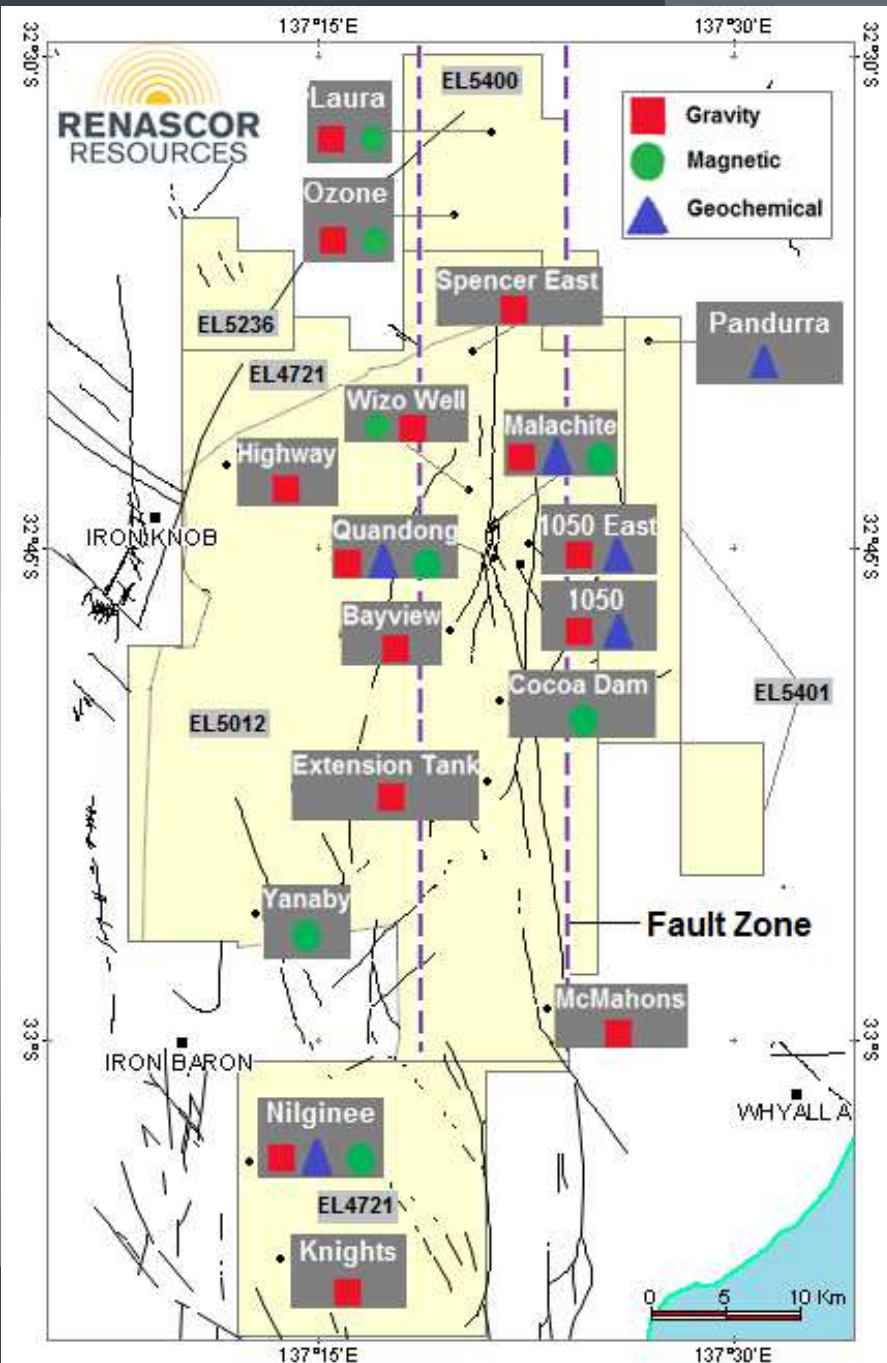 137°15'E
137°30'E
32°30'S
32°30'S
RENASCOR
RESOURCES
EL5400
Laura
Gravity
Magnetic
Geochemical
Ozone
Spencer East
EL5236
Pandurra
EL4721
Wizo Well
Malachite
Highway
IRON KNOB
Quandong
1050 East
32°45'S
32°45'S
1050
Bayview
Cocoa Dam
EL5401
EL5012
Extension Tank
Yanaby
Fault Zone
McMahons
33°S
33°S
IRON BARON
WHYALLA
Nilginee
EL4721
Knights
0 5 10 Km
137°15'E
137°30'E